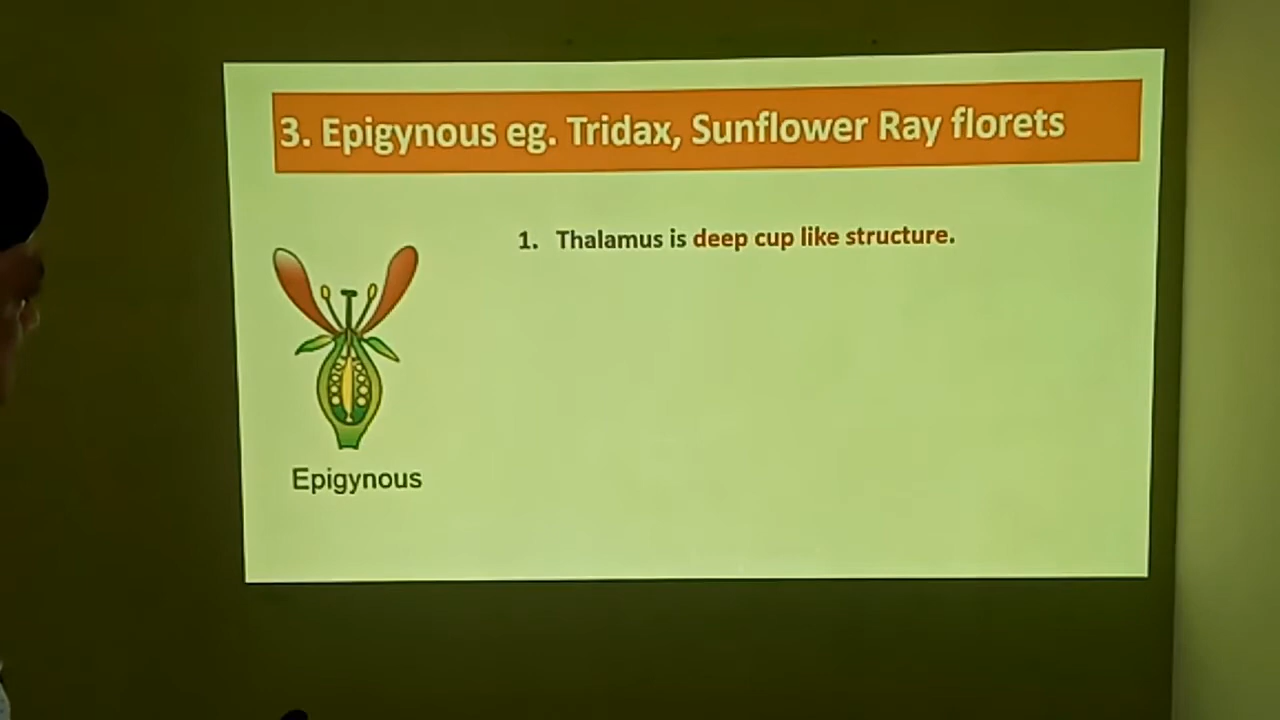 3. Epigynous eg. Tridax, Sunflower Ray florets
1. Thalamus is deep cup like structure.
Epigynous